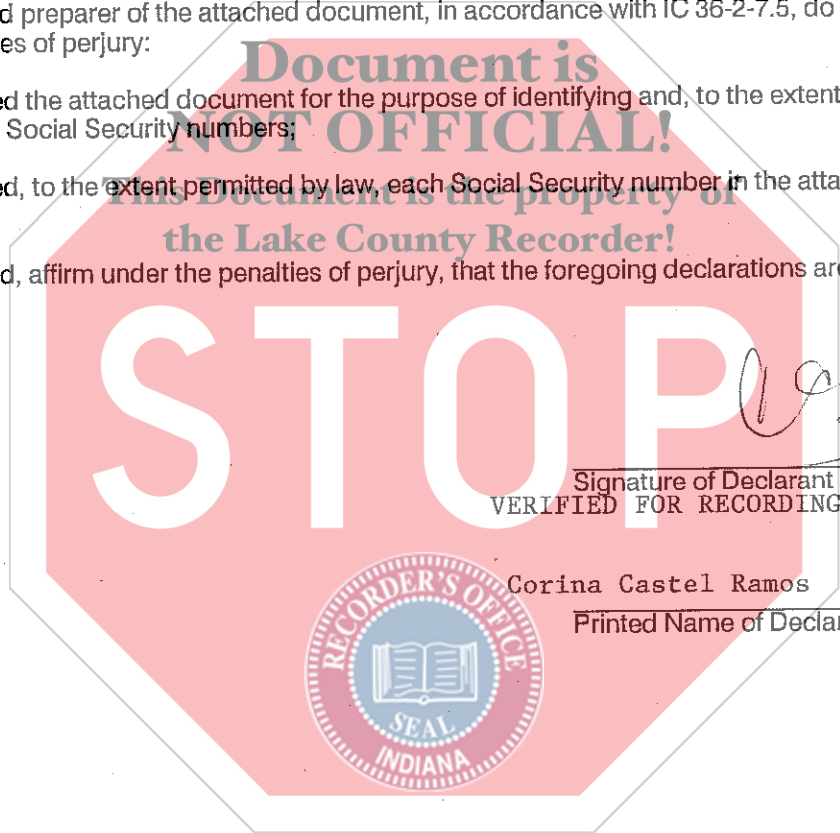 d preparer of the attached document, in accordance with IC 36-2-7.5, do
es of perjury:
Document is
ed the attached document for the purpose of identifying and, to the extent
NOT OFFICIAL!
Social Security numbers;
ed, to the extent permitted by law, each Social Security number in the atta
This Document is the property of
the Lake County Recorder!
d, affirm under the penalties of perjury, that the foregoing declarations are
STOP
Signature of Declarant
VERIFIED FOR RECORDING
Corina Castel Ramos
Printed Name of Declar
RECORDER'S OFFICE
SEAL
INDIANA